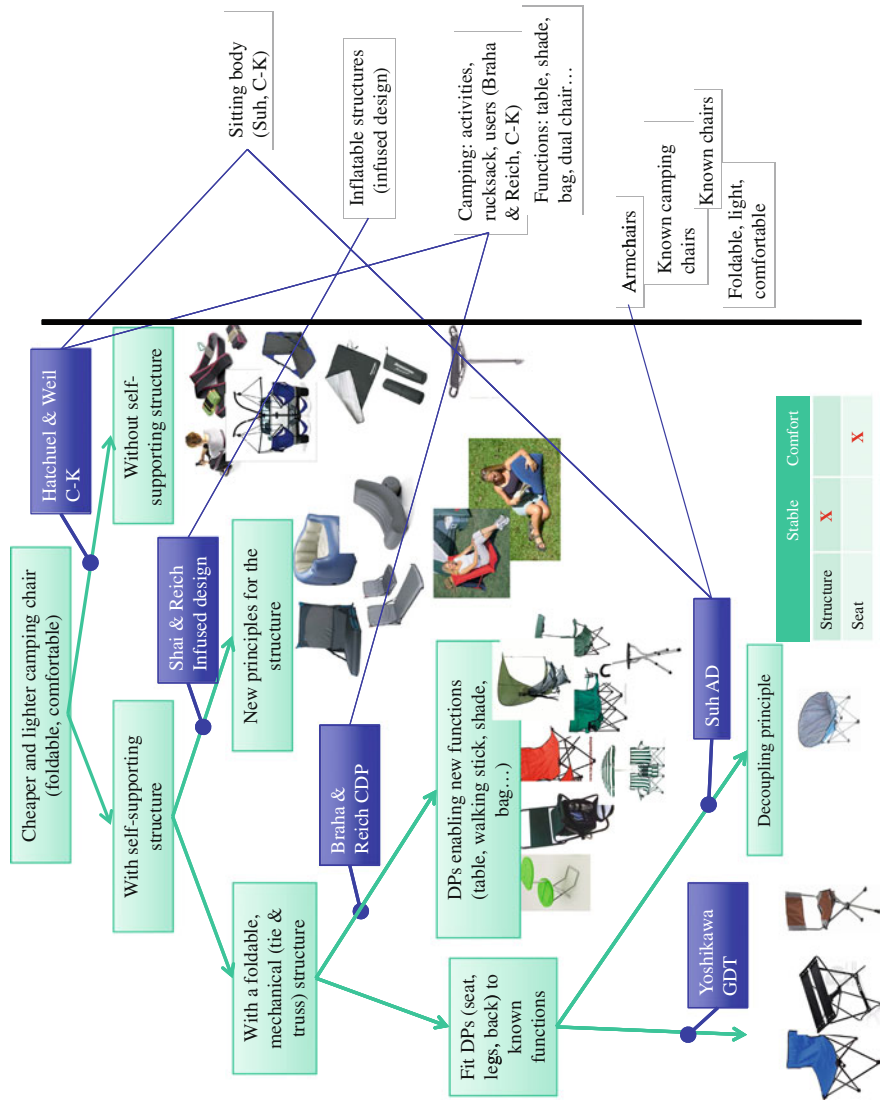 Cheaper and lighter camping chair
(foldable, comfortable)
Hatchuel & Weil
C-K
With self-supporting
structure
Without self-
supporting structure
Shai & Reich
Infused design
With a foldable,
mechanical (tie &
truss) structure
New principles for the
structure
Braha &
Reich CDP
Fit DPs (seat,
legs, back) to
known
functions
DPs enabling new functions
(table, walking stick, shade,
bag…)
Yoshikawa
GDT
Suh AD
Decoupling principle
Stable Comfort
Structure X
Seat X
Sitting body
(Suh, C-K)
Inflatable structures
(infused design)
Camping: activities,
rucksack, users (Braha
& Reich, C-K)
Functions: table, shade,
bag, dual chair…
Armchairs
Known camping
chairs
Known chairs
Foldable, light,
comfortable